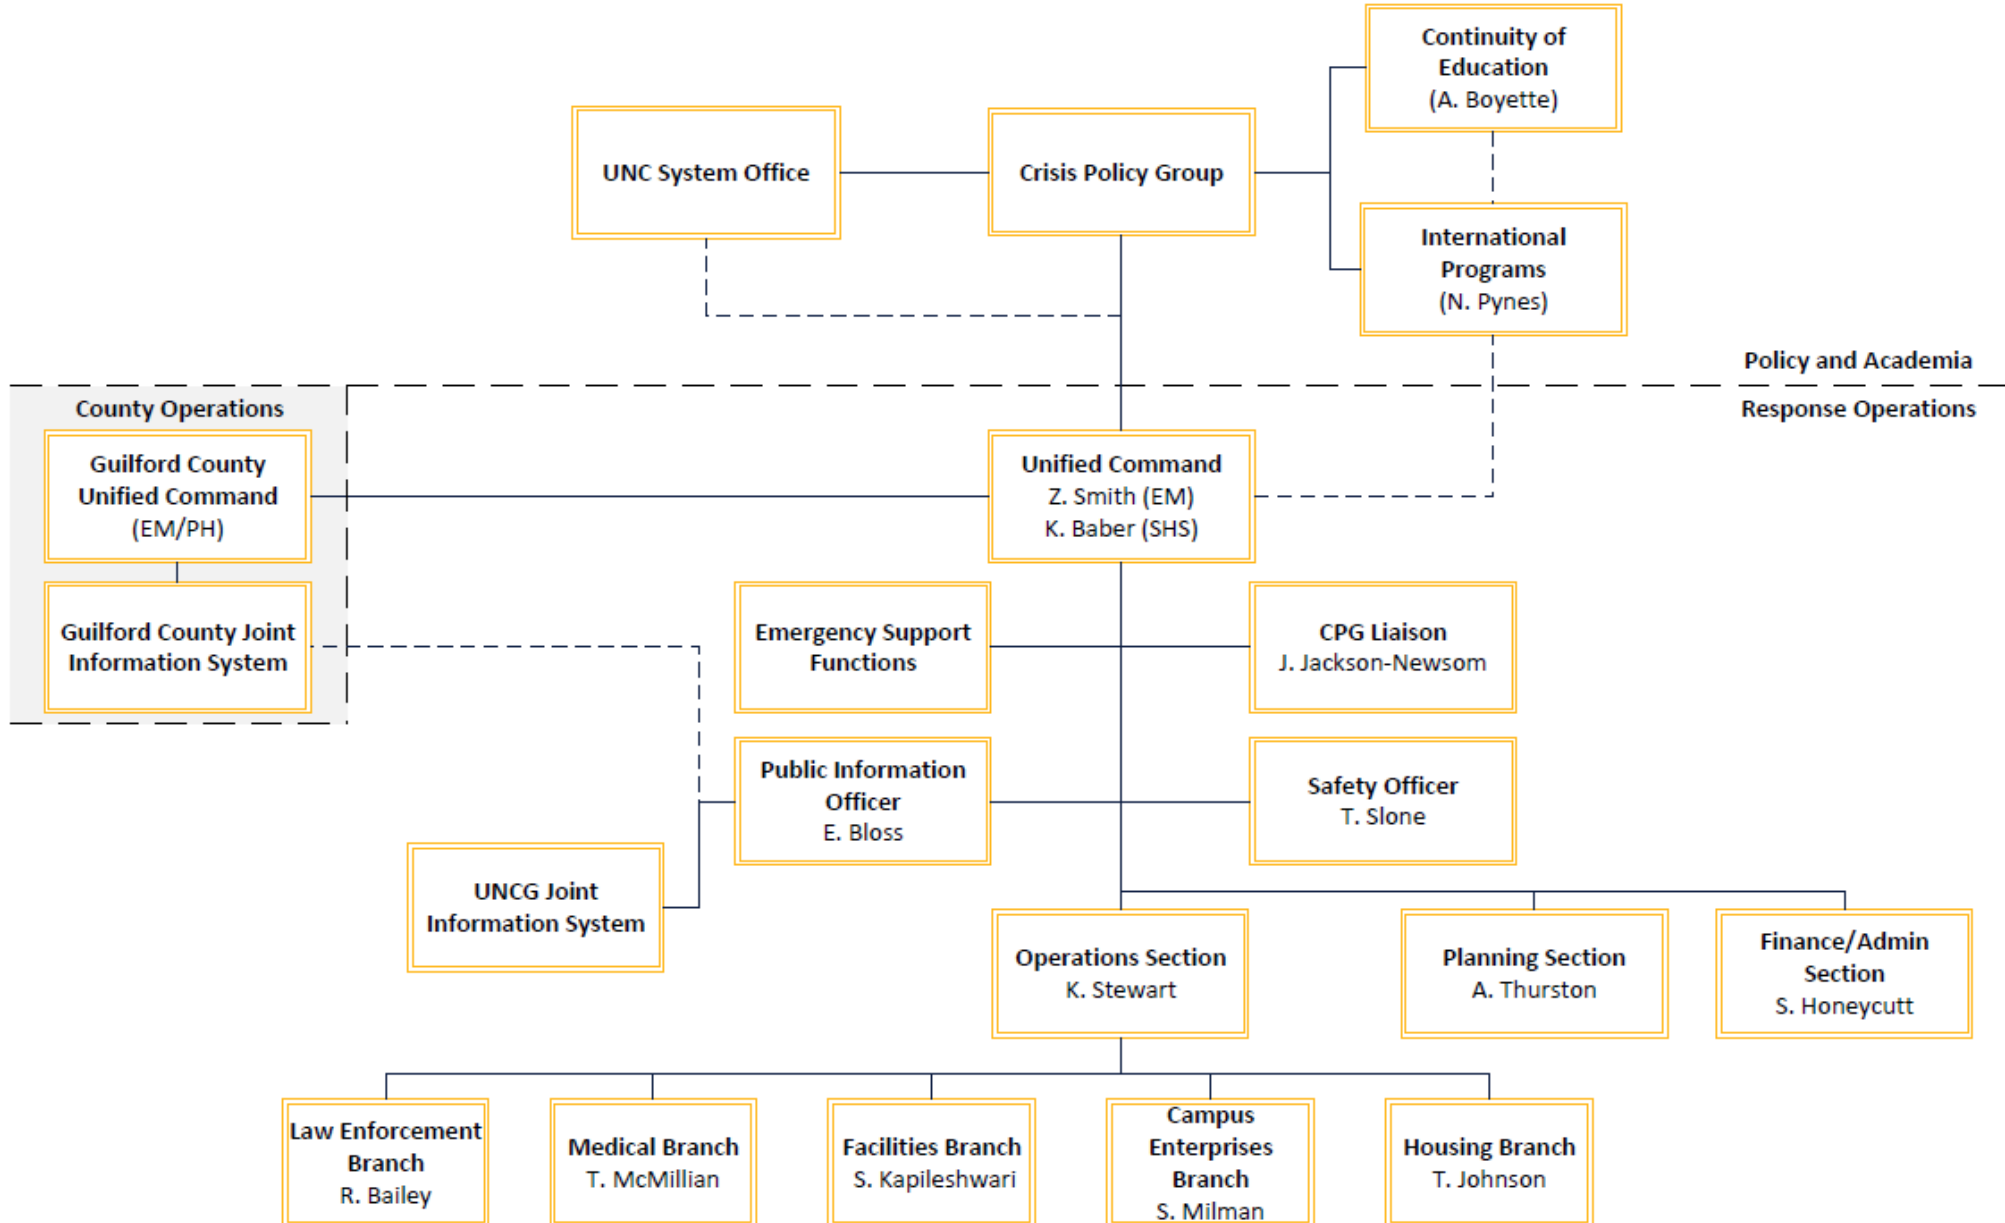 Continuity of
Education
(A. Boyette)
UNC System Office
Crisis Policy Group
International
Programs
(N. Pynes)
Policy and Academia
County Operations
Response Operations
Guilford County
Unified Command
(EM/PH)
Unified Command
Z. Smith (EM)
K. Baber (SHS)
Guilford County Joint
Information System
Emergency Support
Functions
CPG Liaison
J. Jackson-Newsom
Public Information
Officer
E. Bloss
Safety Officer
T. Slone
UNCG Joint
Information System
Operations Section
K. Stewart
Planning Section
A. Thurston
Finance/Admin
Section
S. Honeycutt
Law Enforcement
Branch
R. Bailey
Medical Branch
T. McMillian
Facilities Branch
S. Kapileshwari
Campus
Enterprises
Branch
S. Milman
Housing Branch
T. Johnson